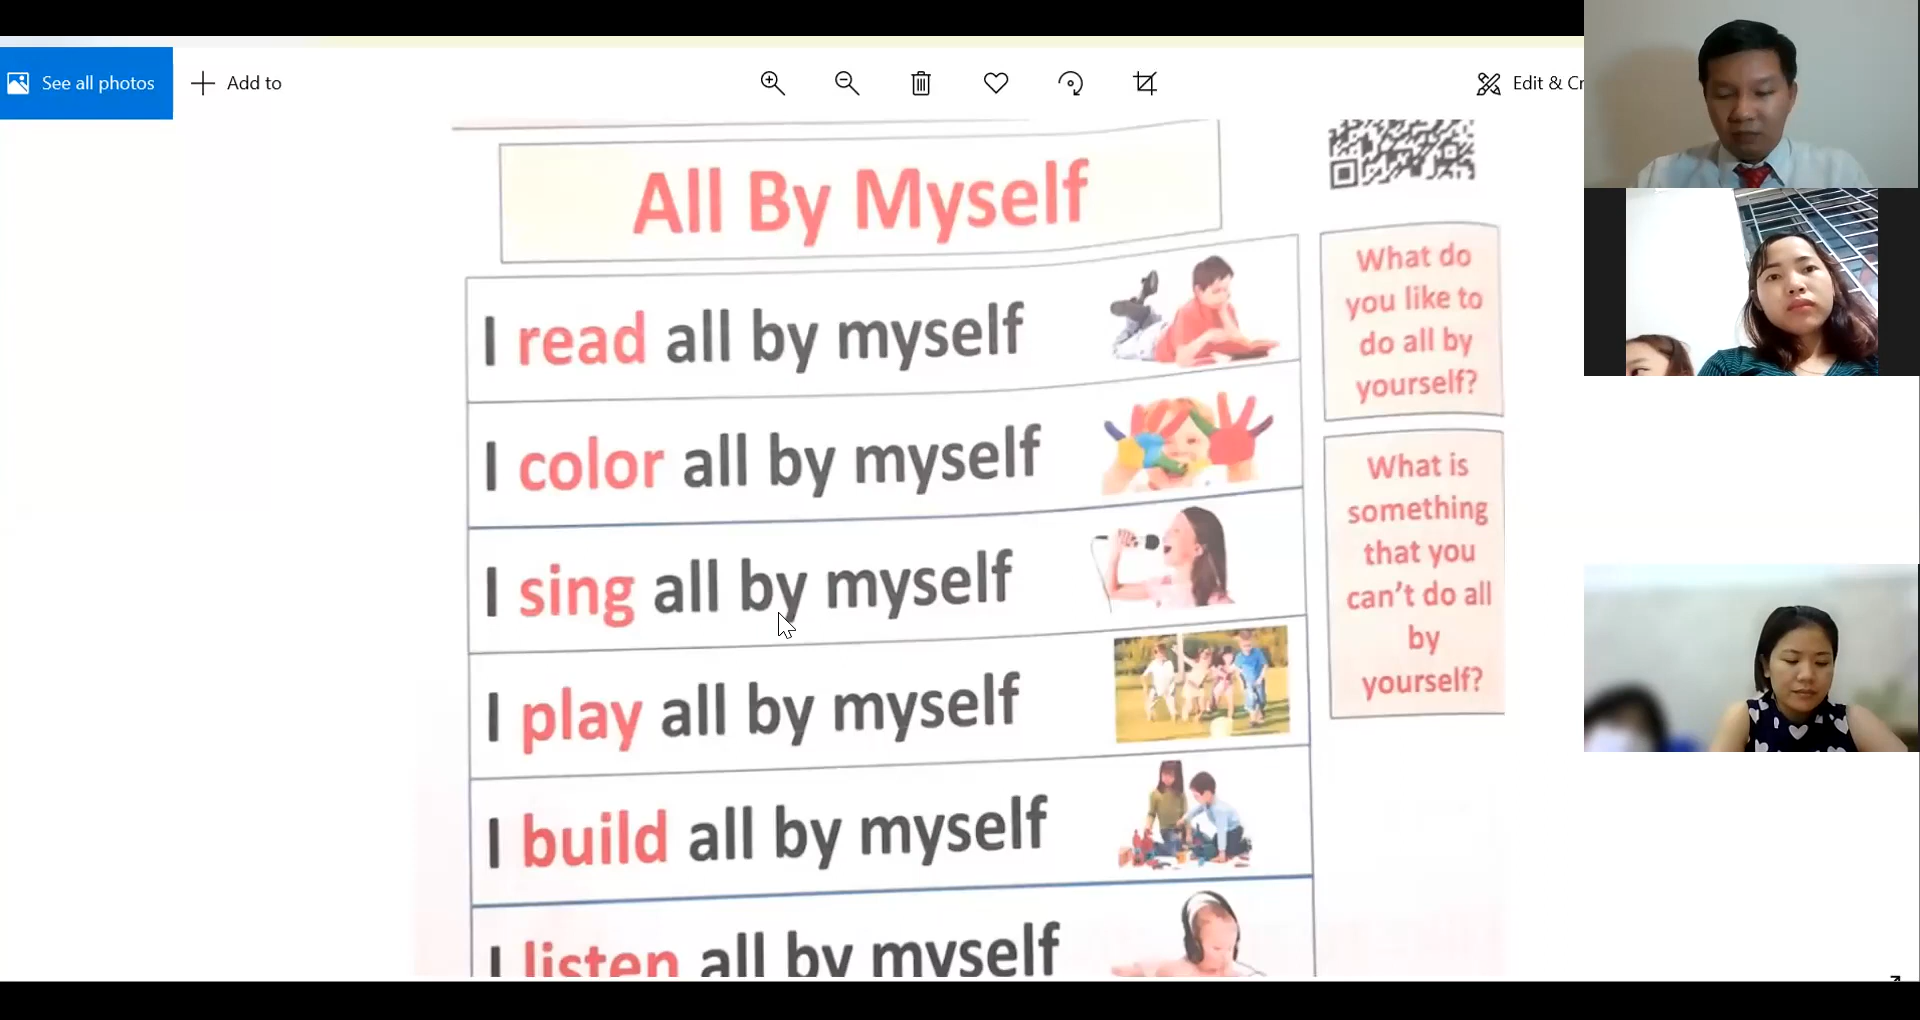 See all photos
Add to
Edit & Cr
All By Myself
I read all by myself
I color all by myself
I sing all by myself
I play all by myself
I build all by myself
I listen all by myself
What do
you like to
do all by
yourself?
What is
something
that you
can't do all
by
yourself?